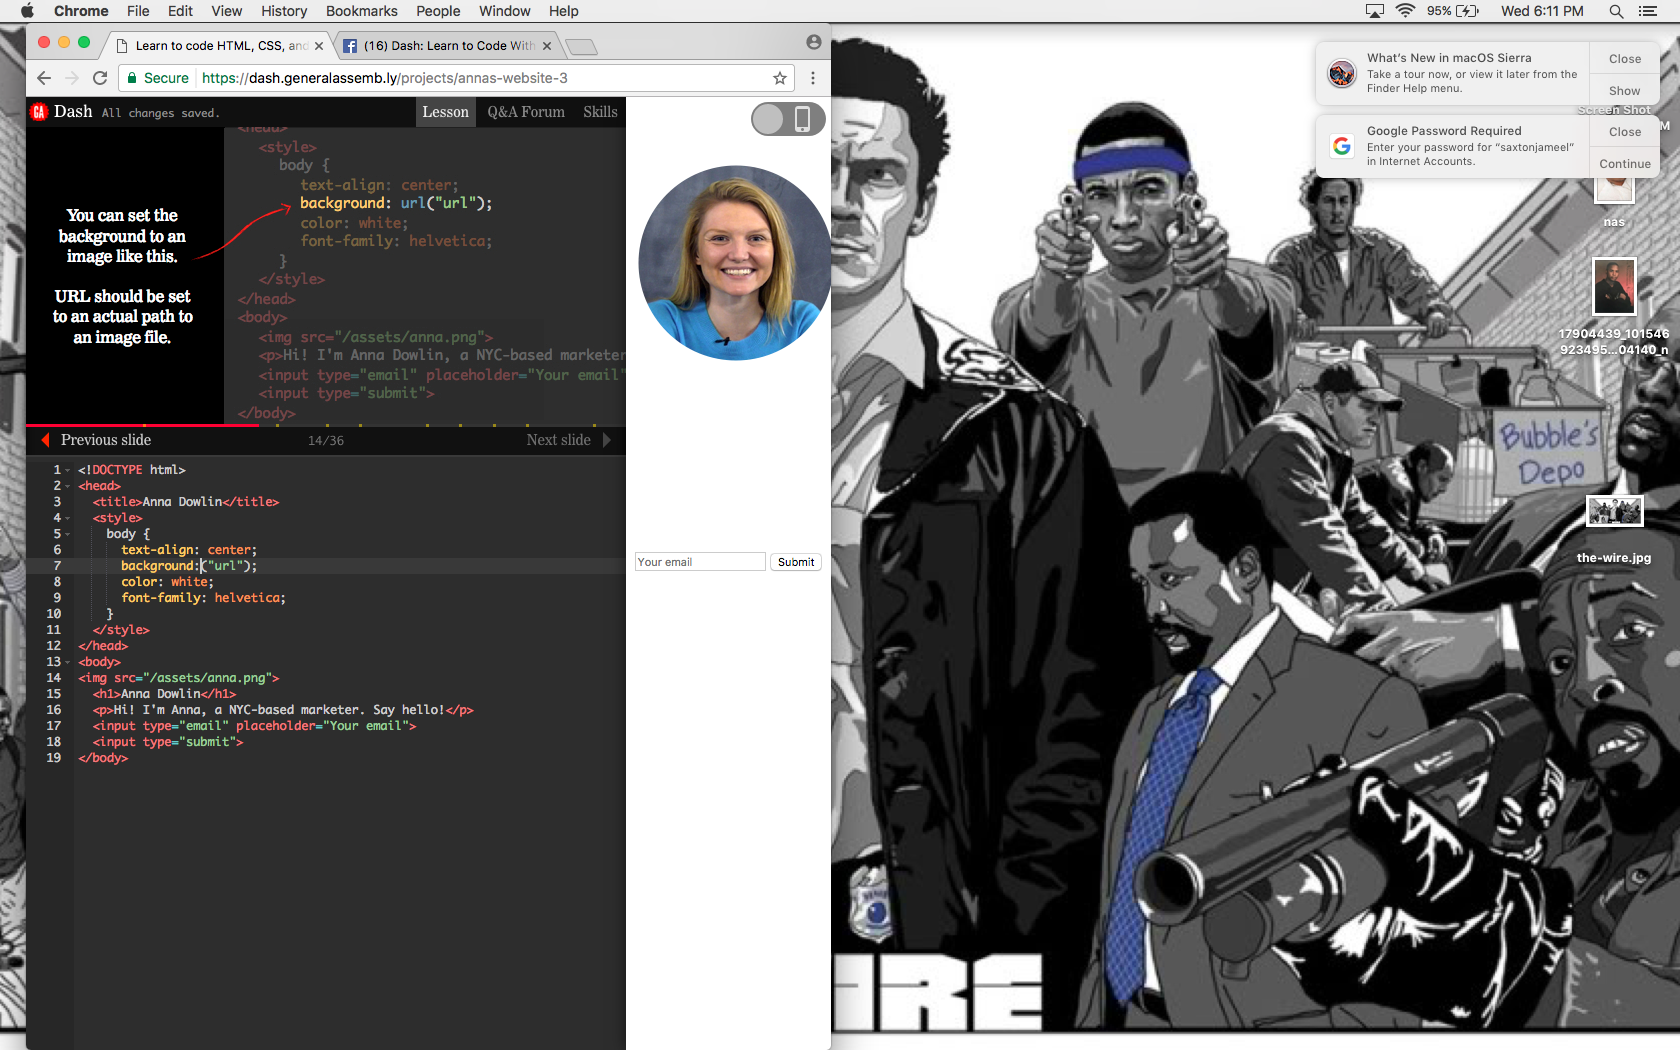 Chrome File Edit View History Bookmarks People Window Help
95% Wed 6:11 PM
Learn to code HTML, CSS, and
(16) Dash: Learn to Code With
Secure https://dash.generalassemb.ly/projects/annas-website-3
GA Dash All changes saved.
Lesson Q&A Forum Skills
You can set the
background to an
image like this.
URL should be set
to an actual path to
an image file.
<head>
<style>
body {
text-align: center;
background: url("url");
color: white;
font-family: helvetica;
}
</style>
</head>
<body>
<img src="/assets/anna.png">
<p>Hi! I'm Anna Dowlin, a NYC-based marketer
<input type="email" placeholder="Your email"
<input type="submit">
</body>
Previous slide 14/36 Next slide
1 <!DOCTYPE html>
2 <head>
3 <title>Anna Dowlin</title>
4 <style>
5 body {
6 text-align: center;
7 background:("url");
8 color: white;
9 font-family: helvetica;
10 }
11 </style>
12 </head>
13 <body>
14 <img src="/assets/anna.png">
15 <h1>Anna Dowlin</h1>
16 <p>Hi! I'm Anna, a NYC-based marketer. Say hello!</p>
17 <input type="email" placeholder="Your email">
18 <input type="submit">
19 </body>
Your email Submit
What's New in macOS Sierra
Take a tour now, or view it later from the
Finder Help menu.
Close
Show
Screen Shot
M
Google Password Required
Enter your password for "saxtonjameel"
in Internet Accounts.
Close
Continue
nas
17904439_101546
923495...04140_n
the-wire.jpg
Bubble's
Depo
IRE